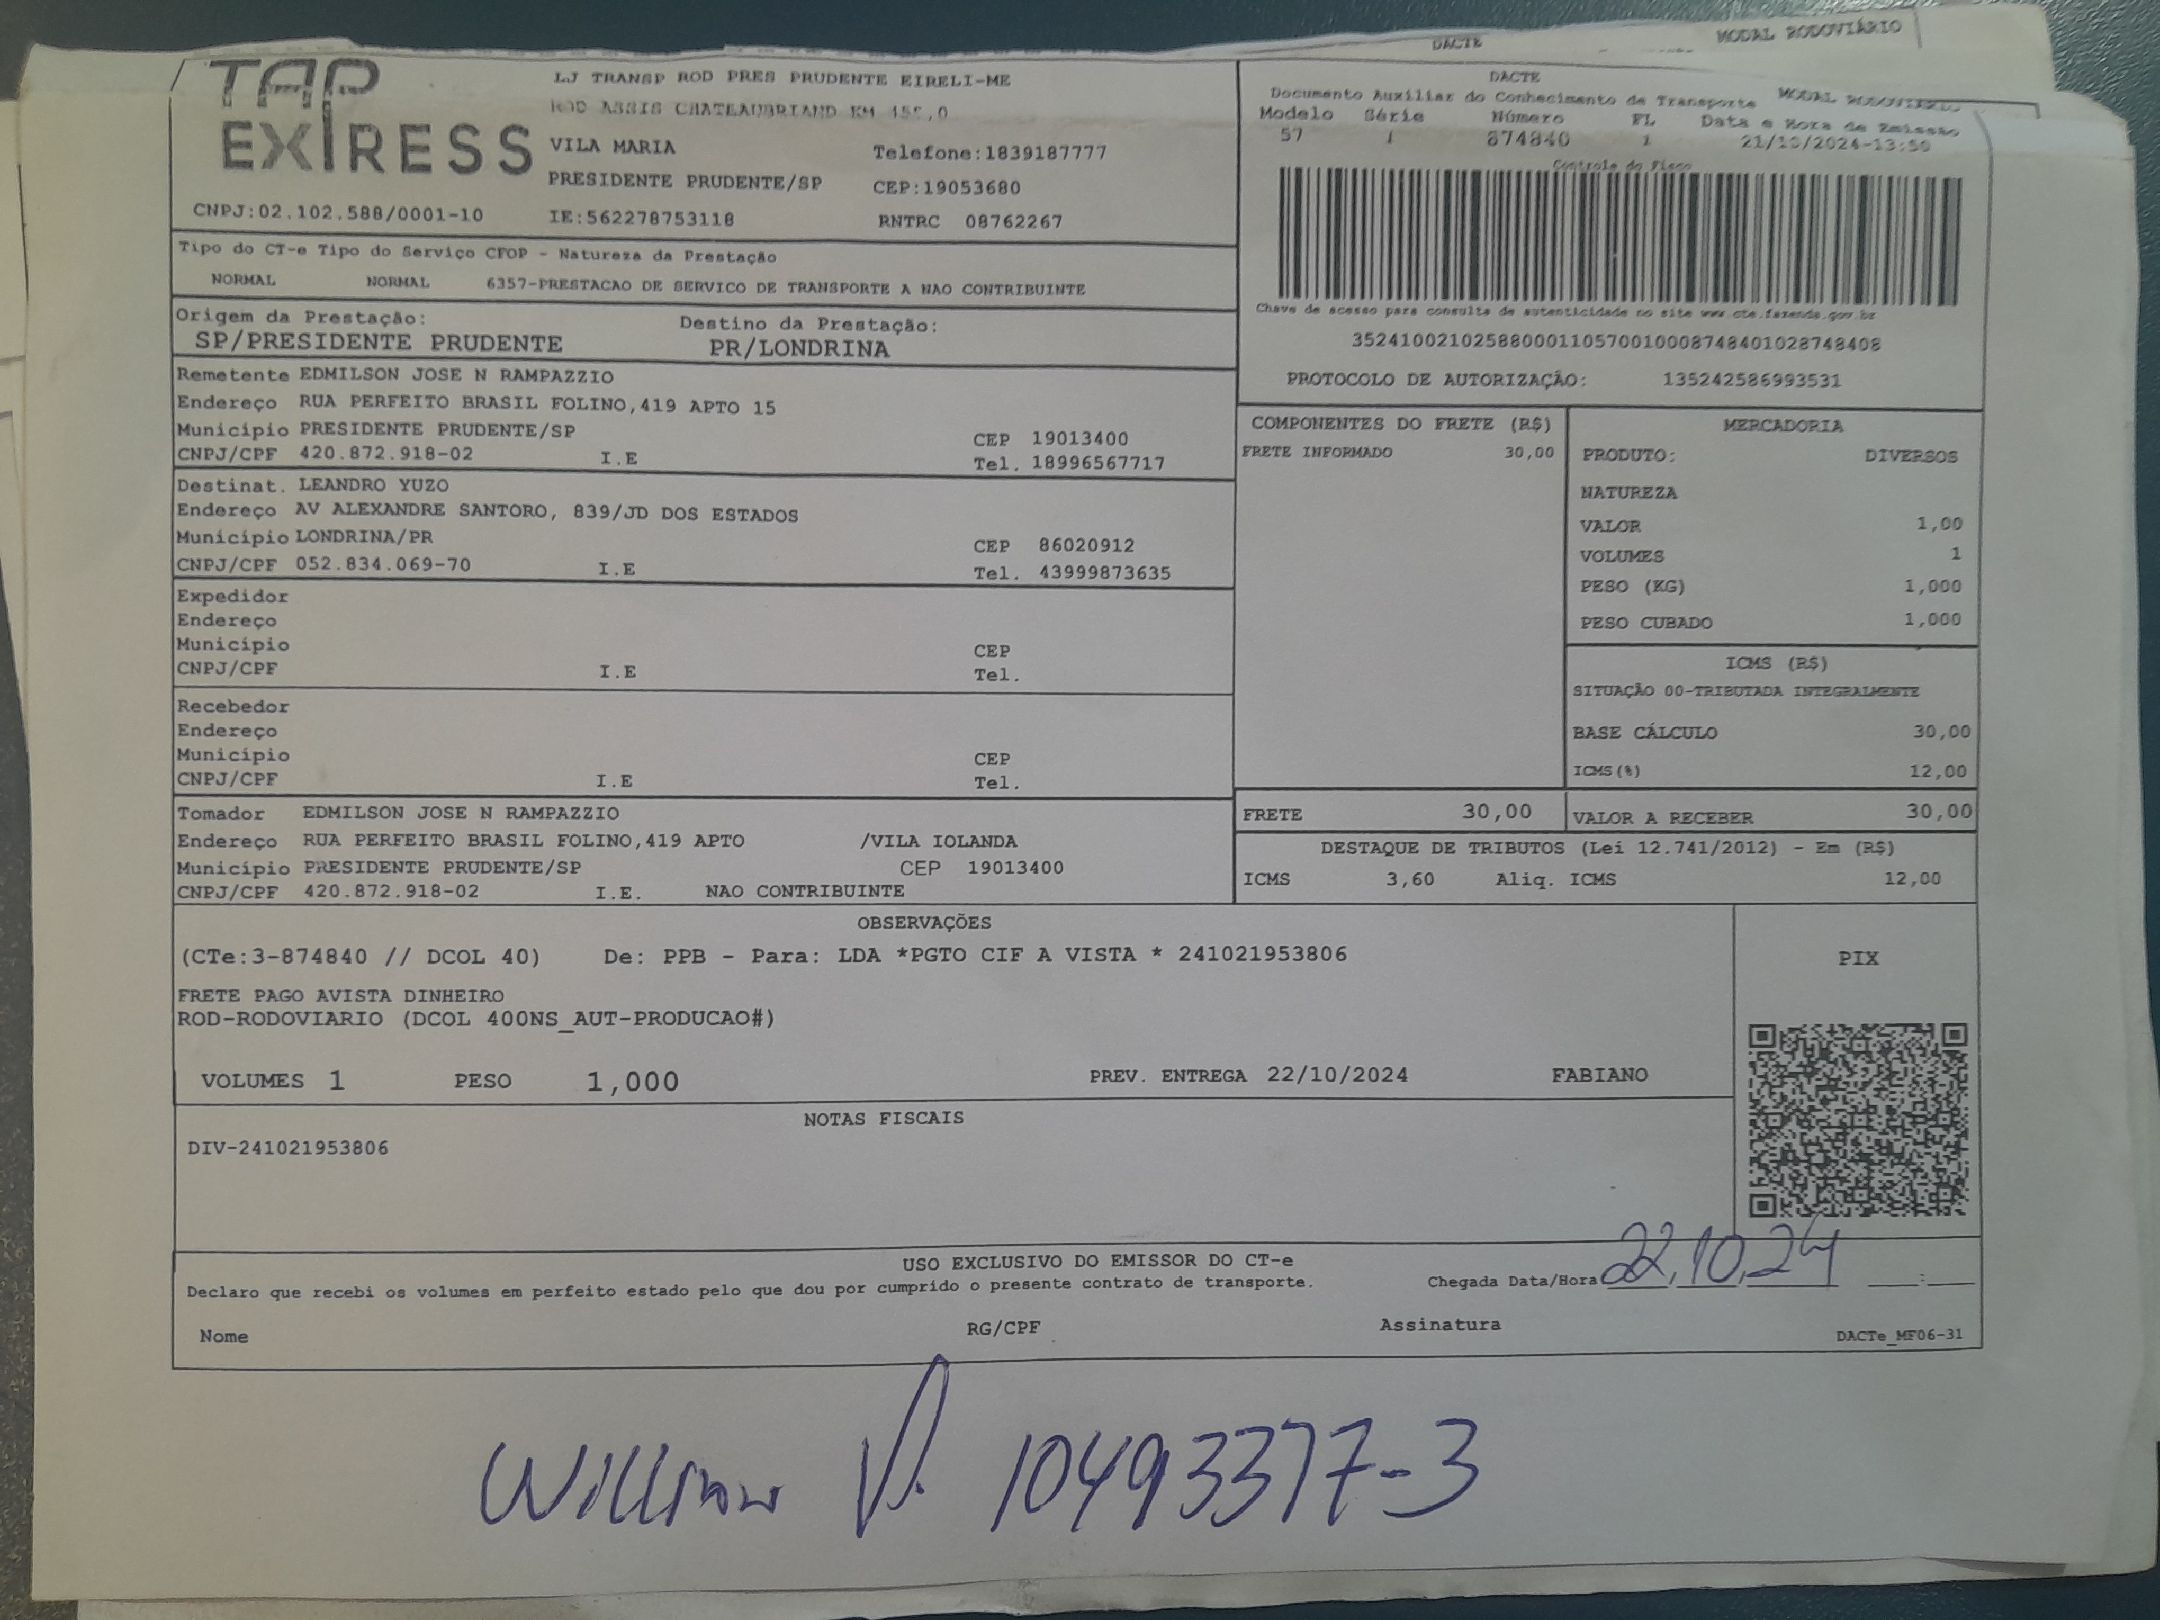 DACTE
MODAL RODOVIÁRIO
TAP EXPRESS
LJ TRANSP ROD PRES PRUDENTE EIRELI-ME
ROD ASSIS CHATEAUBRIAND KM 455,0
VILA MARIA Telefone:1839187777
PRESIDENTE PRUDENTE/SP CEP:19053680
CNPJ:02.102.588/0001-10 IE:562278753118 RNTRC 08762267
DACTE
Documento Auxiliar do Conhecimento de Transporte MODAL RODOVIÁRIO
Modelo Série Número FL Data e Hora de Emissão
57 1 874840 1 21/10/2024-13:50
Controle do Fisco
Chave de acesso para consulta de autenticidade no site www.cte.fazenda.gov.br
35241002102588000110570010008748401028748408
PROTOCOLO DE AUTORIZAÇÃO: 135242586993531
Tipo do CT-e Tipo do Serviço CFOP - Natureza da Prestação
NORMAL NORMAL 6357-PRESTACAO DE SERVICO DE TRANSPORTE A NAO CONTRIBUINTE
Origem da Prestação: Destino da Prestação:
SP/PRESIDENTE PRUDENTE PR/LONDRINA
Remetente EDMILSON JOSE N RAMPAZZIO
Endereço RUA PERFEITO BRASIL FOLINO,419 APTO 15
Município PRESIDENTE PRUDENTE/SP CEP 19013400
CNPJ/CPF 420.872.918-02 I.E Tel. 18996567717
Destinat. LEANDRO YUZO
Endereço AV ALEXANDRE SANTORO, 839/JD DOS ESTADOS
Município LONDRINA/PR CEP 86020912
CNPJ/CPF 052.834.069-70 I.E Tel. 43999873635
Expedidor
Endereço
Município CEP
CNPJ/CPF I.E Tel.
Recebedor
Endereço
Município CEP
CNPJ/CPF I.E Tel.
Tomador EDMILSON JOSE N RAMPAZZIO
Endereço RUA PERFEITO BRASIL FOLINO,419 APTO /VILA IOLANDA
Município PRESIDENTE PRUDENTE/SP CEP 19013400
CNPJ/CPF 420.872.918-02 I.E. NAO CONTRIBUINTE
COMPONENTES DO FRETE (R$)
FRETE INFORMADO 30,00
MERCADORIA
PRODUTO: DIVERSOS
NATUREZA
VALOR 1,00
VOLUMES 1
PESO (KG) 1,000
PESO CUBADO 1,000
ICMS (R$)
SITUAÇÃO 00-TRIBUTADA INTEGRALMENTE
BASE CÁLCULO 30,00
ICMS(%) 12,00
FRETE 30,00 VALOR A RECEBER 30,00
DESTAQUE DE TRIBUTOS (Lei 12.741/2012) - Em (R$)
ICMS 3,60 Aliq. ICMS 12,00
OBSERVAÇÕES
(CTe:3-874840 // DCOL 40) De: PPB - Para: LDA *PGTO CIF A VISTA * 241021953806
FRETE PAGO AVISTA DINHEIRO
ROD-RODOVIARIO (DCOL 400NS_AUT-PRODUCAO#)
VOLUMES 1 PESO 1,000 PREV. ENTREGA 22/10/2024 FABIANO
PIX
NOTAS FISCAIS
DIV-241021953806
USO EXCLUSIVO DO EMISSOR DO CT-e
Declaro que recebi os volumes em perfeito estado pelo que dou por cumprido o presente contrato de transporte. Chegada Data/Hora 22,10,24 :
Nome RG/CPF Assinatura DACTe_MF06-31
William V. 10493377-3